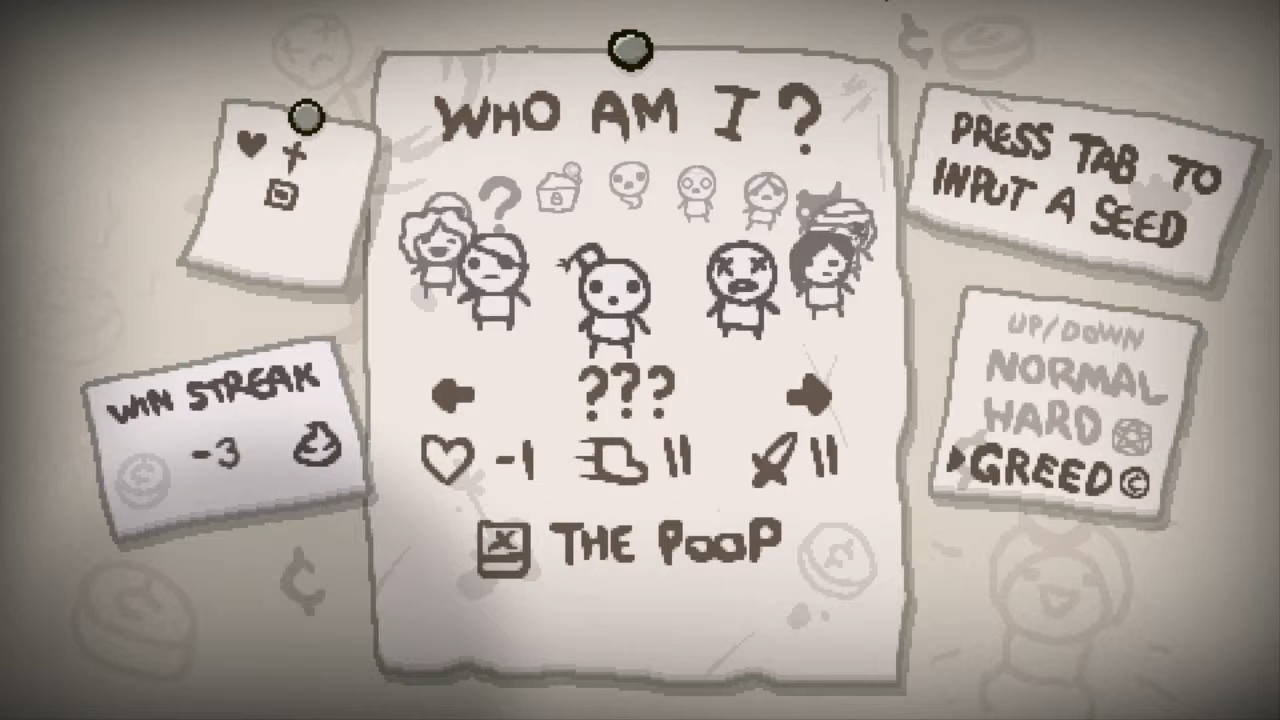 WHO AM I?
?
PRESS TAB TO
INPUT A SEED
WIN STREAK
-3
UP/DOWN
NORMAL
HARD
GREED
???
-1
THE POOP